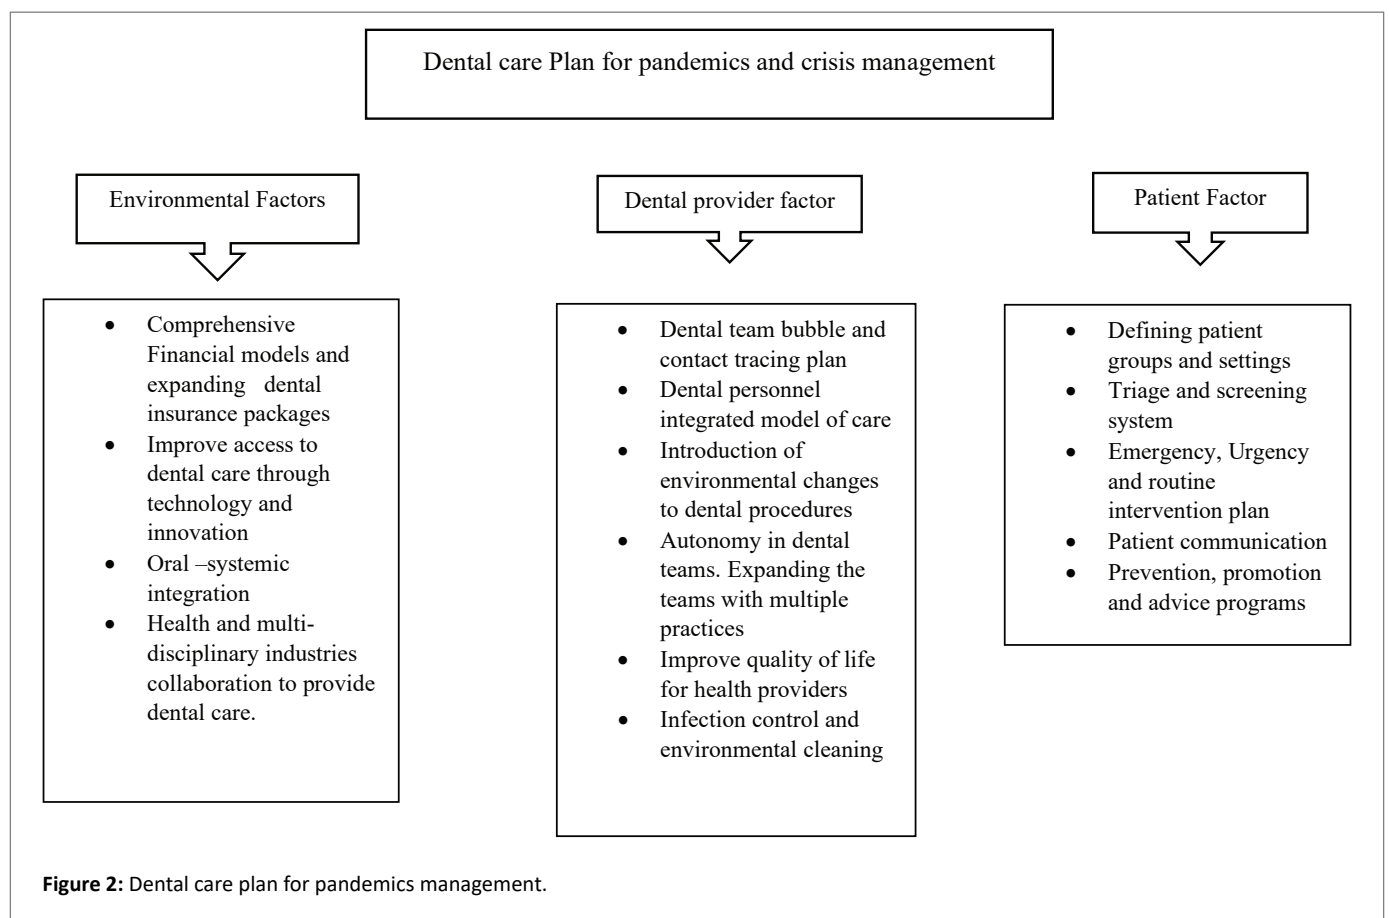 Dental care Plan for pandemics and crisis management
Environmental Factors
• Comprehensive
Financial models and
expanding dental
insurance packages
• Improve access to
dental care through
technology and
innovation
• Oral –systemic
integration
• Health and multi-
disciplinary industries
collaboration to provide
dental care.
Dental provider factor
• Dental team bubble and
contact tracing plan
• Dental personnel
integrated model of care
• Introduction of
environmental changes
to dental procedures
• Autonomy in dental
teams. Expanding the
teams with multiple
practices
• Improve quality of life
for health providers
• Infection control and
environmental cleaning
Patient Factor
• Defining patient
groups and settings
• Triage and screening
system
• Emergency, Urgency
and routine
intervention plan
• Patient communication
• Prevention, promotion
and advice programs
Figure 2: Dental care plan for pandemics management.